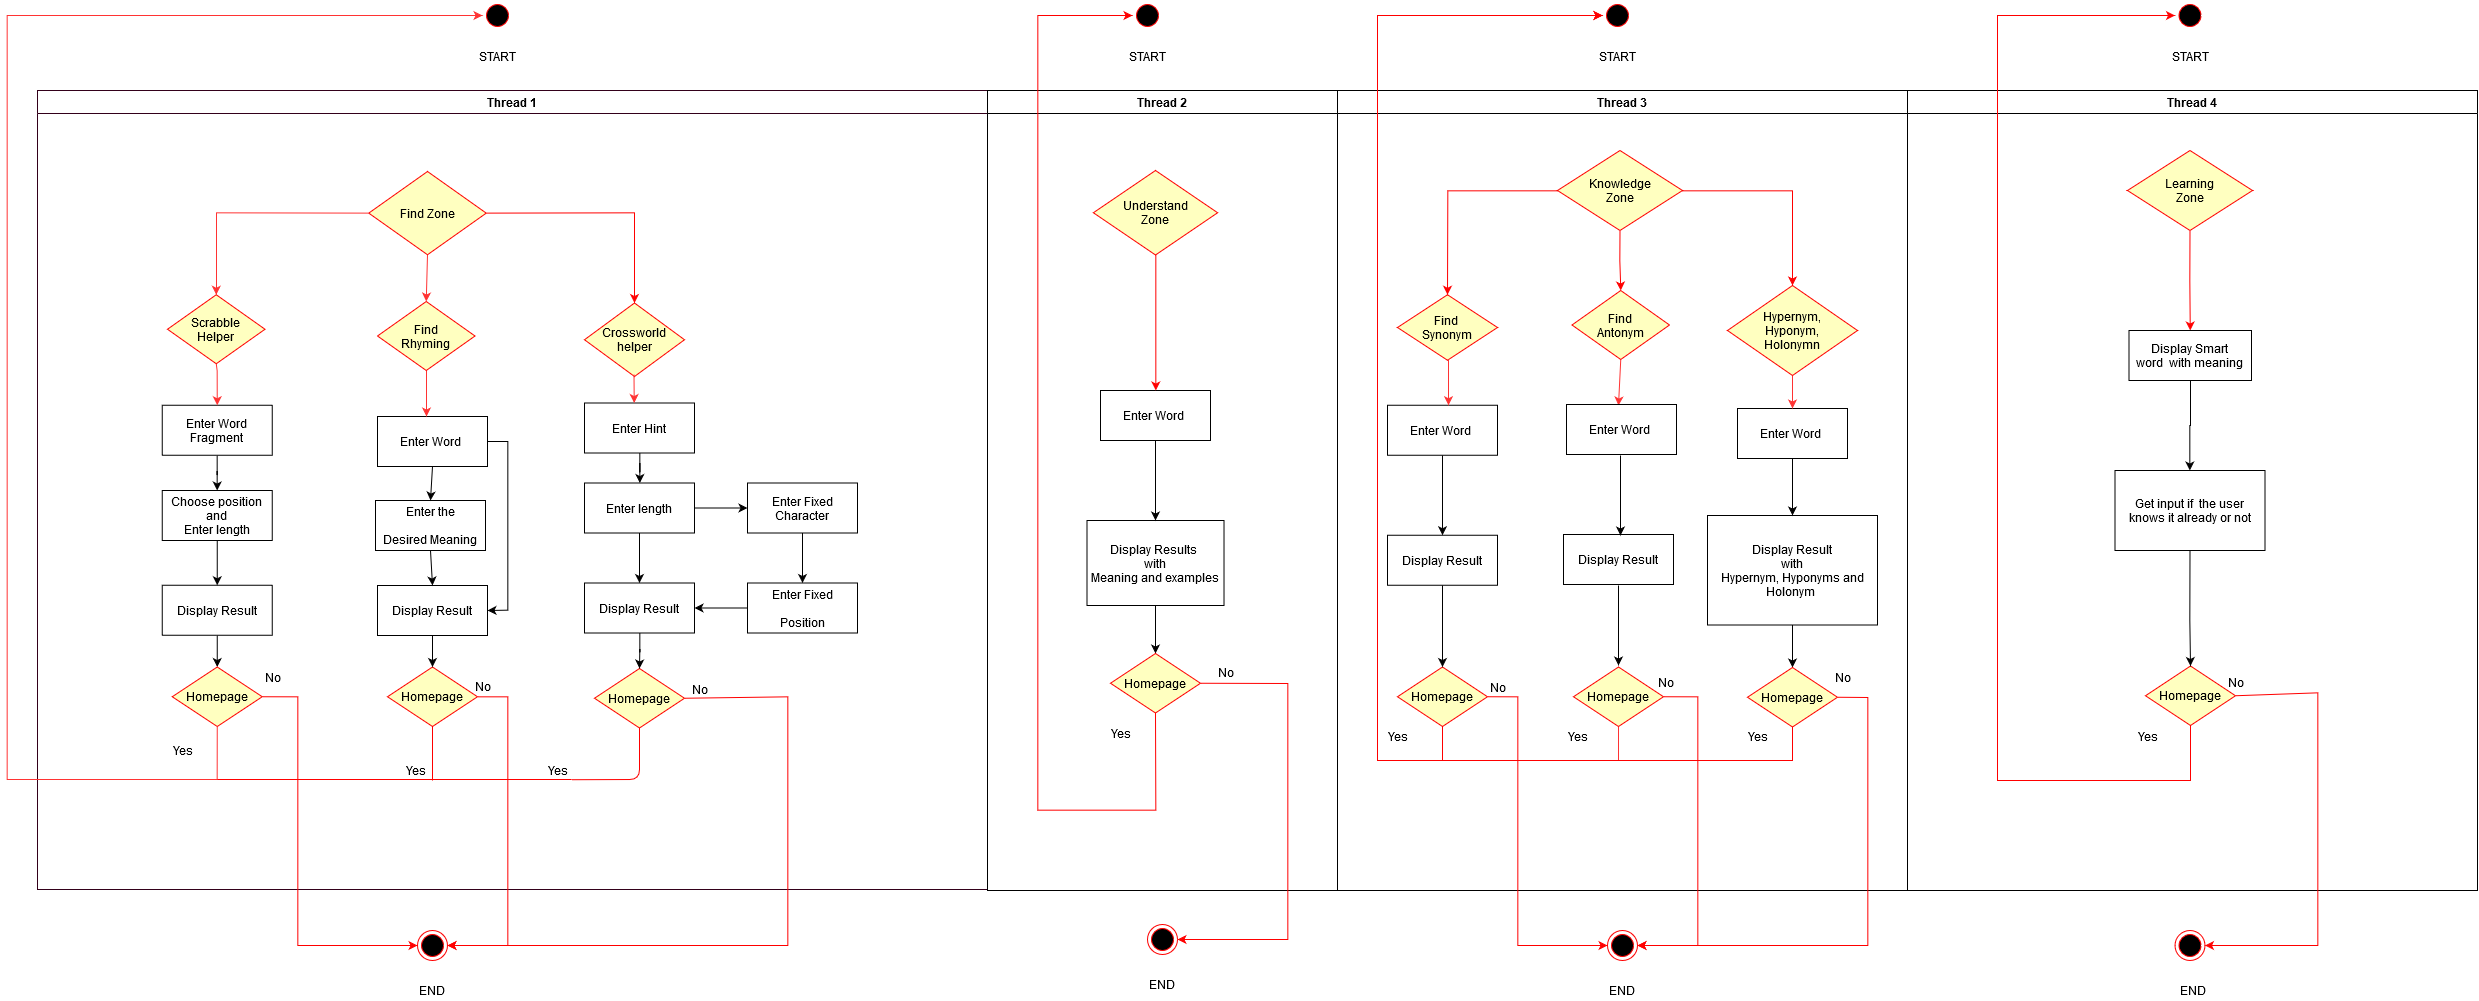 START
START
START
START
Thread 1
Thread 2
Thread 3
Thread 4
Find Zone
Scrabble
Helper
Find
Rhyming
Crossworld
helper
Enter Word
Fragment
Choose position
and
Enter length
Display Result
Homepage
No
Yes
Enter Word
Enter the
Desired Meaning
Display Result
Homepage
No
Yes
Enter Hint
Enter length
Enter Fixed
Character
Enter Fixed
Position
Display Result
Homepage
No
Yes
Understand
Zone
Enter Word
Display Results
with
Meaning and examples
Homepage
No
Yes
Knowledge
Zone
Find
Synonym
Find
Antonym
Hypernym,
Hyponym,
Holonymn
Enter Word
Display Result
Homepage
No
Yes
Enter Word
Display Result
Homepage
No
Yes
Enter Word
Display Result
with
Hypernym, Hyponyms and
Holonym
Homepage
No
Yes
Learning
Zone
Display Smart
word with meaning
Get input if the user
knows it already or not
Homepage
No
Yes
END
END
END
END